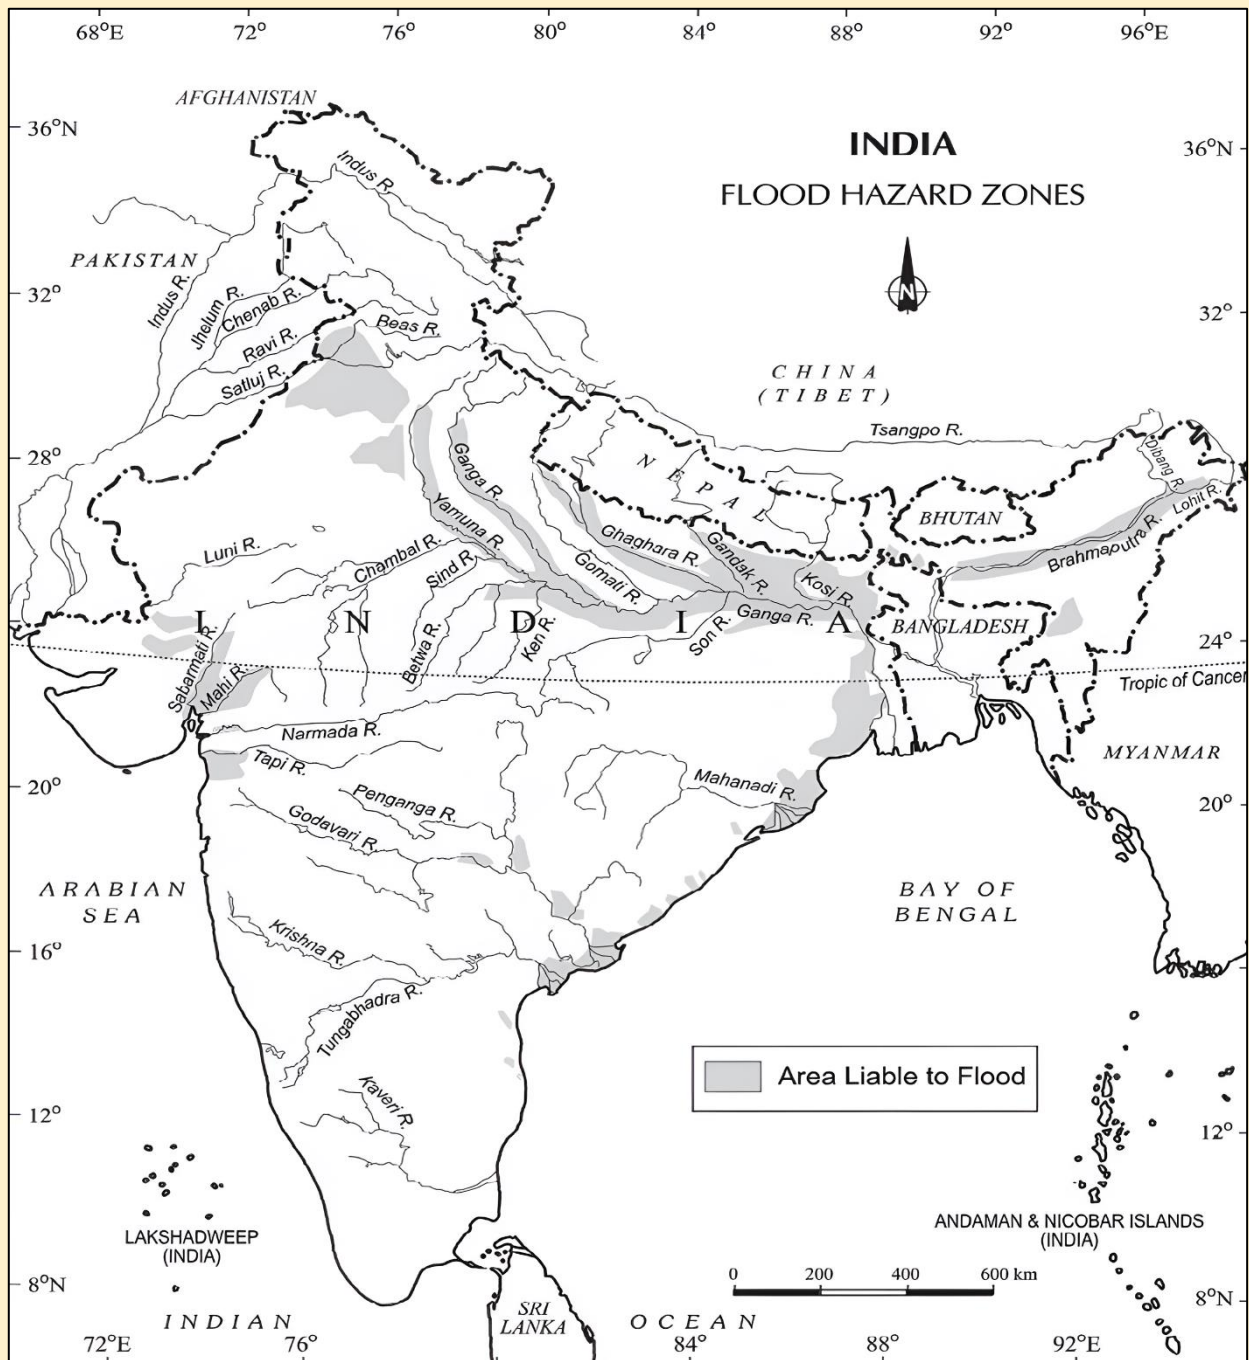 68°E 72° 76° 80° 84° 88° 92° 96°E
AFGHANISTAN
36°N
INDIA
36°N
FLOOD HAZARD ZONES
Indus R.
PAKISTAN
N
Indus R.
Jhelum R.
Chenab R.
32°
32°
Beas R.
Ravi R.
Satluj R.
CHINA
(TIBET)
Tsangpo R.
28°
28°
Dibang R.
Lohit R.
NEPAL
Ganga R.
BHUTAN
Yamuna R.
Brahmaputra R.
Ghaghara R.
Gandak R.
Luni R.
Chambal R.
Sind R.
Gomati R.
Kosi R.
I N D I A
Ganga R.
BANGLADESH
Betwa R.
Ken R.
Son R.
24°
Sabarmati R.
Mahi R.
Tropic of Cancer
Narmada R.
MYANMAR
Tapi R.
Mahanadi R.
20°
20°
Penganga R.
Godavari R.
ARABIAN
SEA
BAY OF
BENGAL
Krishna R.
16°
Tungabhadra R.
Area Liable to Flood
Kaveri R.
12°
12°
LAKSHADWEEP
(INDIA)
ANDAMAN & NICOBAR ISLANDS
(INDIA)
8°N
0 200 400 600 km
8°N
SRI
LANKA
INDIAN OCEAN
72°E 76° 84° 88° 92°E